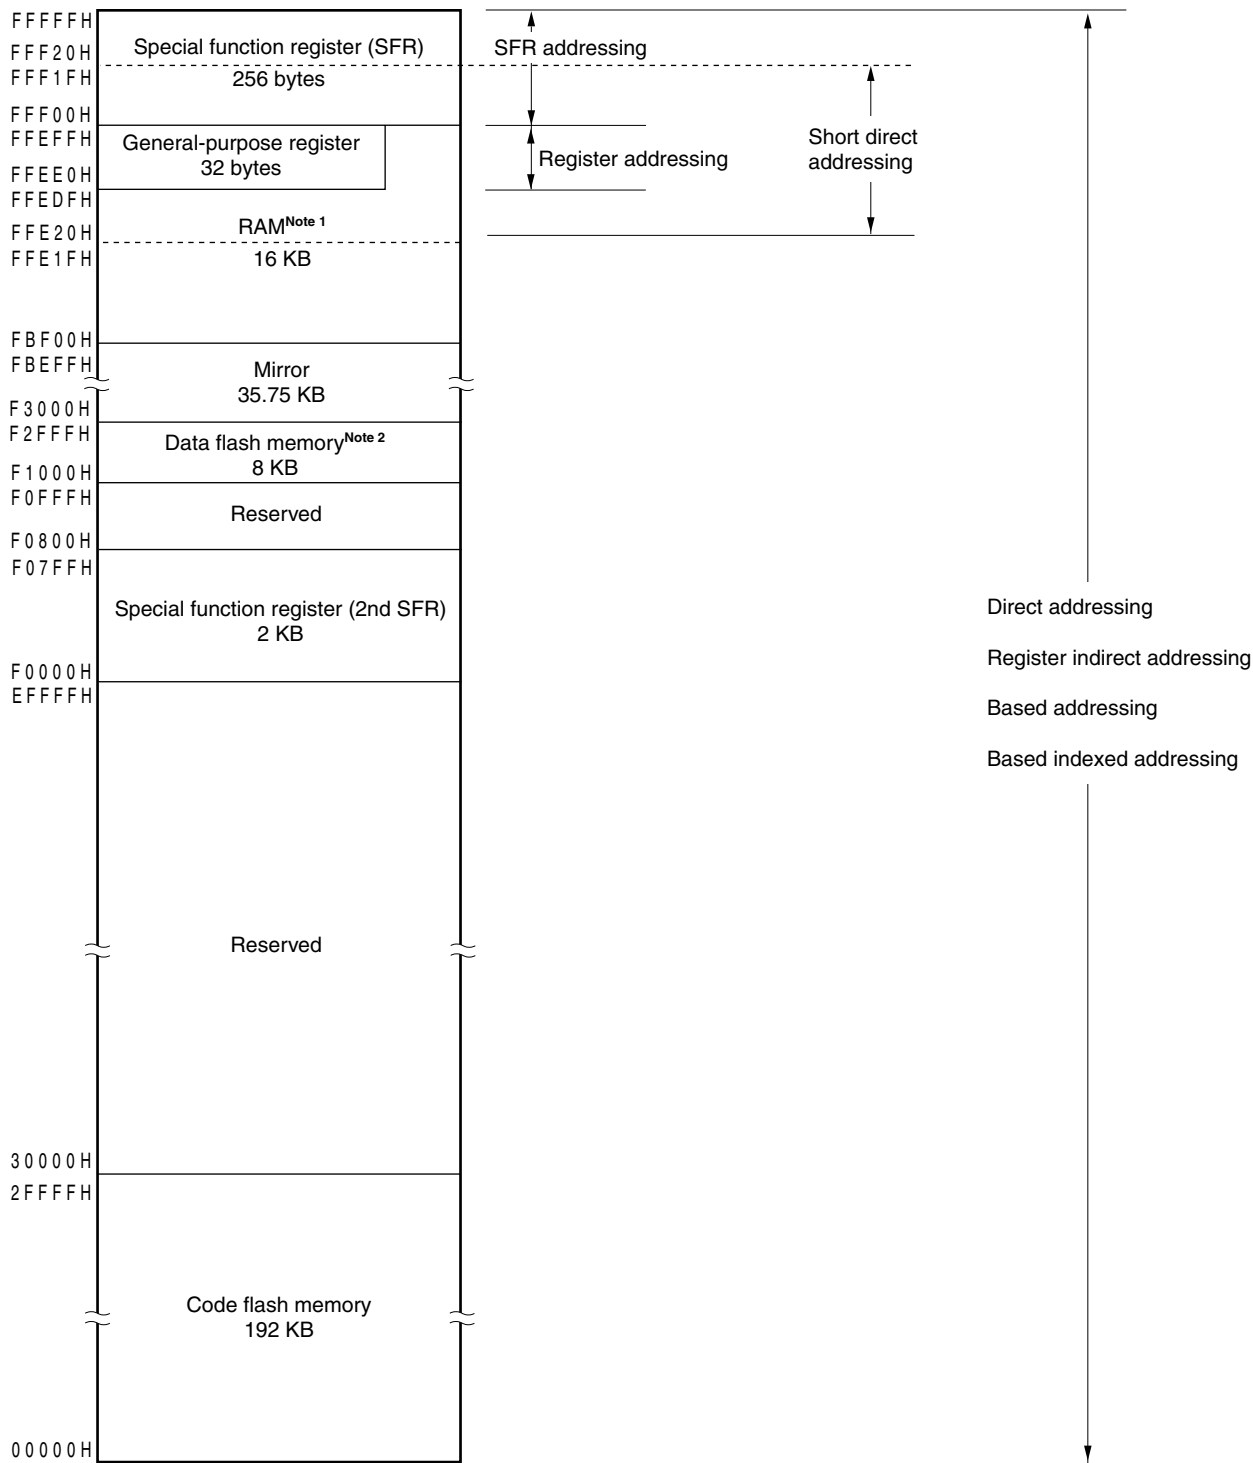 FFFFFH
FFF20H
FFF1FH
FFF00H
FFEFFH
FFEE0H
FFEDFH
FFE20H
FFE1FH
FBF00H
FBEFFH
F3000H
F2FFFH
F1000H
F0FFFH
F0800H
F07FFH
F0000H
EFFFFH
30000H
2FFFFH
00000H
Special function register (SFR)
256 bytes
General-purpose register
32 bytes
RAMNote 1
16 KB
Mirror
35.75 KB
Data flash memoryNote 2
8 KB
Reserved
Special function register (2nd SFR)
2 KB
Reserved
Code flash memory
192 KB
SFR addressing
Register addressing
Short direct
addressing
Direct addressing
Register indirect addressing
Based addressing
Based indexed addressing